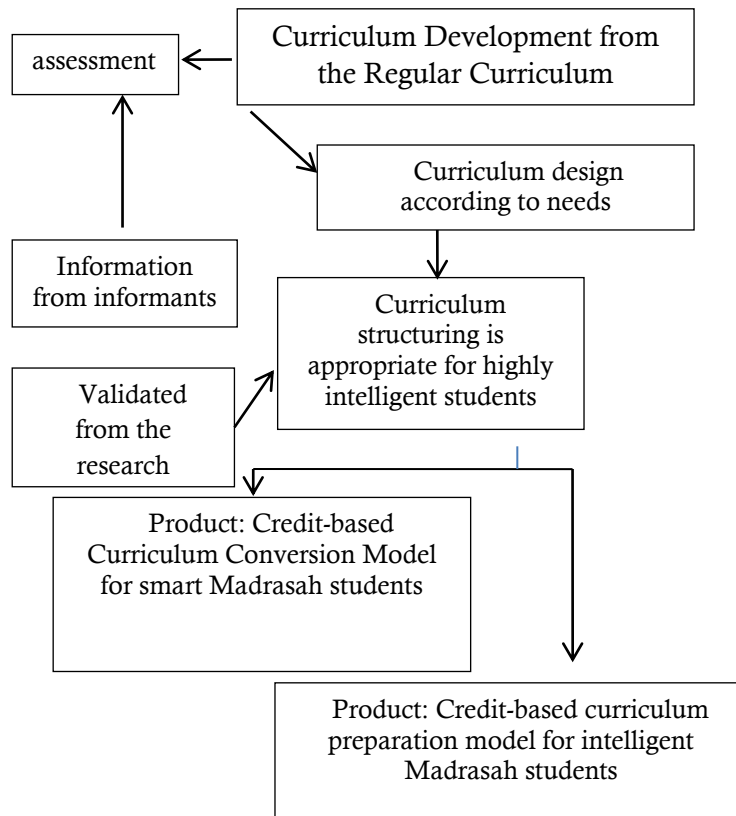 Curriculum Development from
the Regular Curriculum
assessment
Curriculum design
according to needs
Information
from informants
Curriculum
structuring is
appropriate for highly
intelligent students
Validated
from the
research
Product: Credit-based
Curriculum Conversion Model
for smart Madrasah students
Product: Credit-based curriculum
preparation model for intelligent
Madrasah students